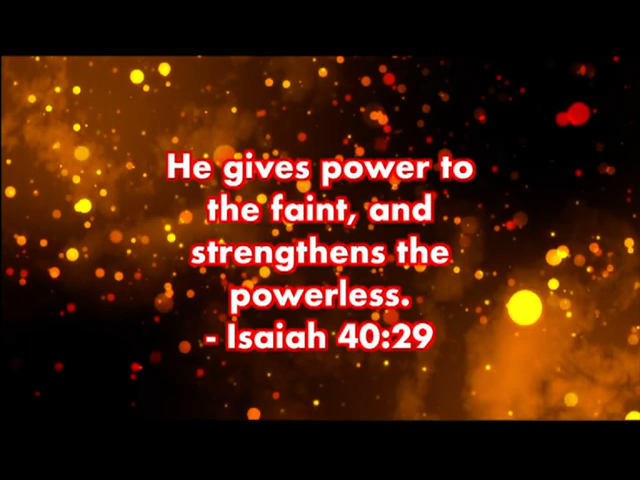 He gives power to
the faint, and
strengthens the
powerless.
- Isaiah 40:29